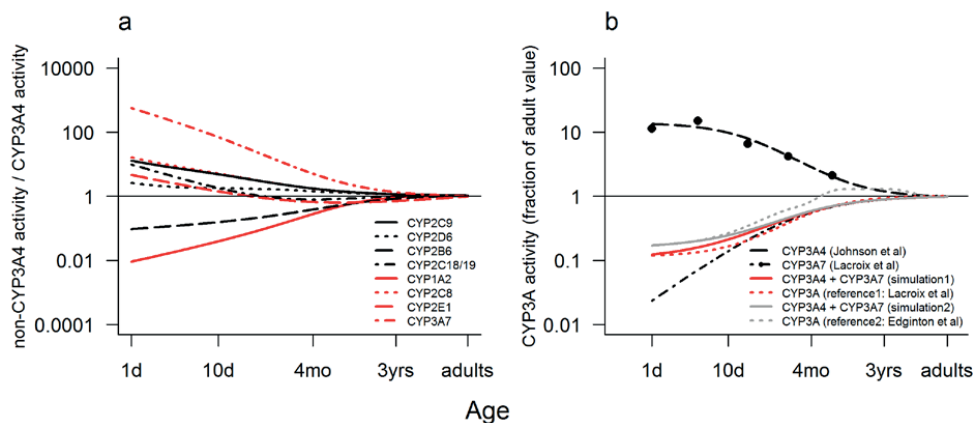 a
non-CYP3A4 activity / CYP3A4 activity
10000
100
1
0.01
0.0001
CYP2C9
CYP2D6
CYP2B6
CYP2C18/19
CYP1A2
CYP2C8
CYP2E1
CYP3A7
1d 10d 4mo 3yrs adults
b
CYP3A activity (fraction of adult value)
100
10
1
0.1
0.01
CYP3A4 (Johnson et al)
CYP3A7 (Lacroix et al)
CYP3A4 + CYP3A7 (simulation1)
CYP3A (reference1: Lacroix et al)
CYP3A4 + CYP3A7 (simulation2)
CYP3A (reference2: Edginton et al)
1d 10d 4mo 3yrs adults
Age